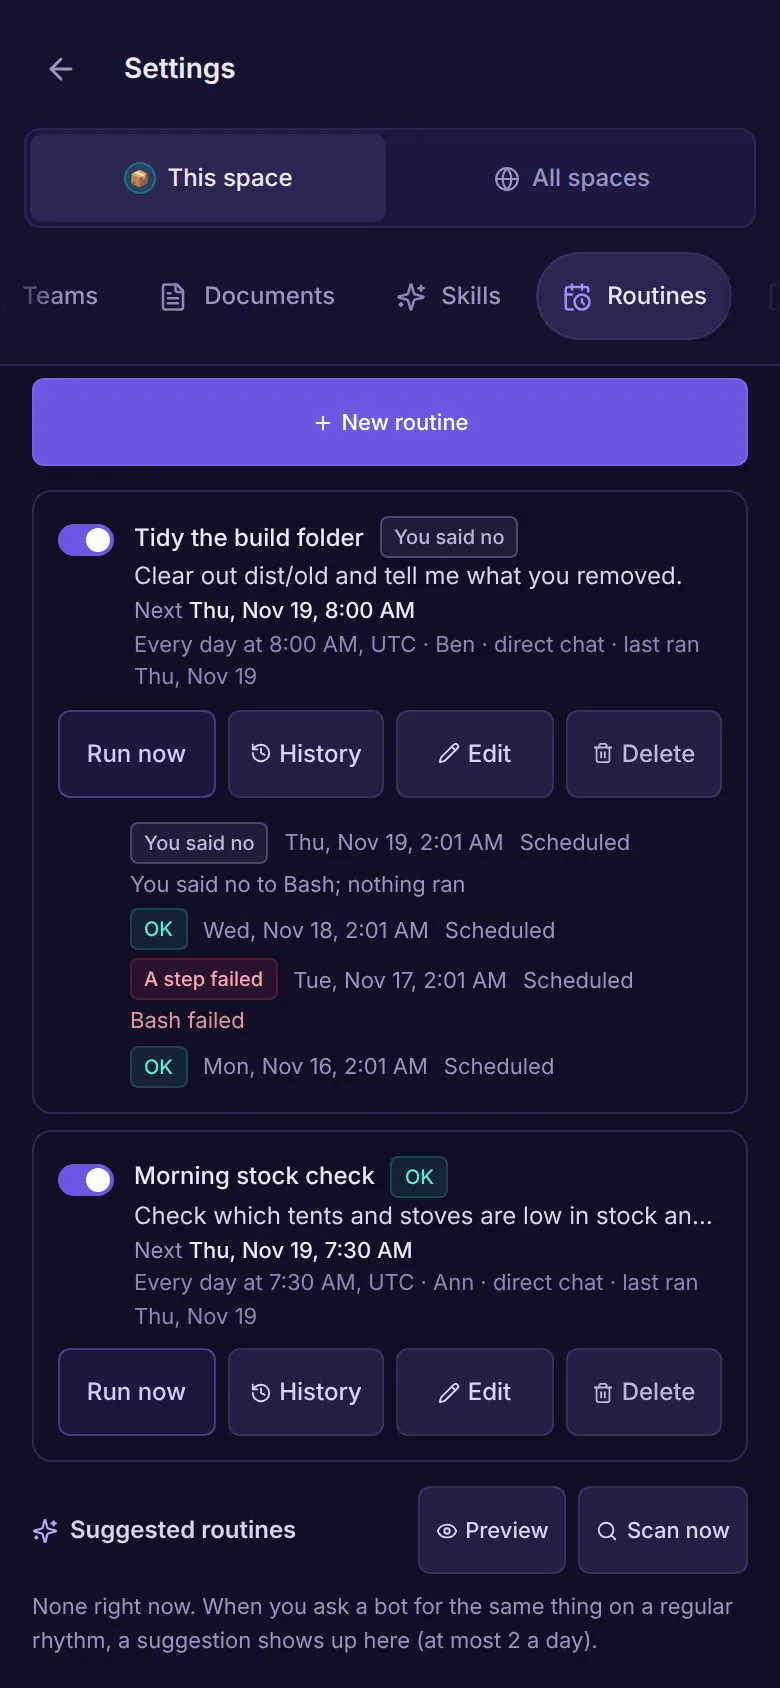 Settings
This space
All spaces
Teams
Documents
Skills
Routines
+ New routine
Tidy the build folder You said no
Clear out dist/old and tell me what you removed.
Next Thu, Nov 19, 8:00 AM
Every day at 8:00 AM, UTC · Ben · direct chat · last ran
Thu, Nov 19
Run now
History
Edit
Delete
You said no Thu, Nov 19, 2:01 AM Scheduled
You said no to Bash; nothing ran
OK Wed, Nov 18, 2:01 AM Scheduled
A step failed Tue, Nov 17, 2:01 AM Scheduled
Bash failed
OK Mon, Nov 16, 2:01 AM Scheduled
Morning stock check OK
Check which tents and stoves are low in stock an...
Next Thu, Nov 19, 7:30 AM
Every day at 7:30 AM, UTC · Ann · direct chat · last ran
Thu, Nov 19
Run now
History
Edit
Delete
Suggested routines
Preview
Scan now
None right now. When you ask a bot for the same thing on a regular
rhythm, a suggestion shows up here (at most 2 a day).